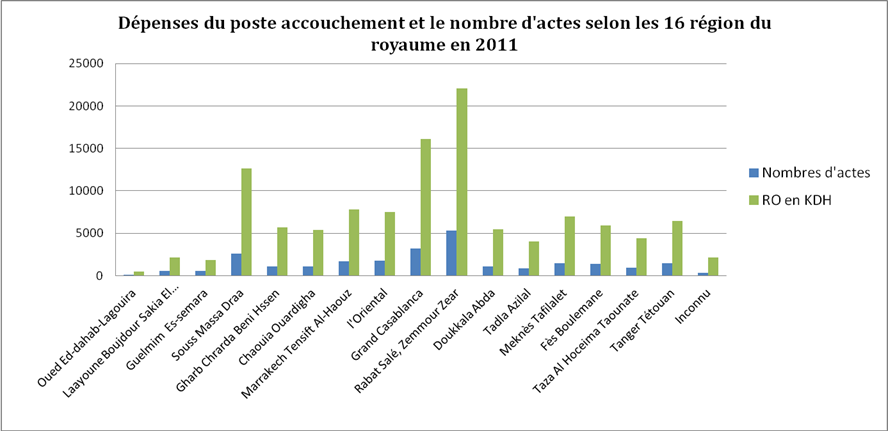 Dépenses du poste accouchement et le nombre d'actes selon les 16 région du
royaume en 2011
25000
20000
15000
10000
5000
0
Nombres d'actes
RO en KDH
Oued Ed-dahab-Lagouira
Laayoune Boujdour Sakia El...
Guelmim Es-semara
Souss Massa Draa
Gharb Chrarda Beni Hssen
Chaouia Ouardigha
Marrakech Tensift Al-Haouz
l'Oriental
Grand Casablanca
Rabat Salé, Zemmour Zear
Doukkala Abda
Tadla Azilal
Meknès Tafilalet
Fès Boulemane
Taza Al Hoceima Taounate
Tanger Tétouan
Inconnu